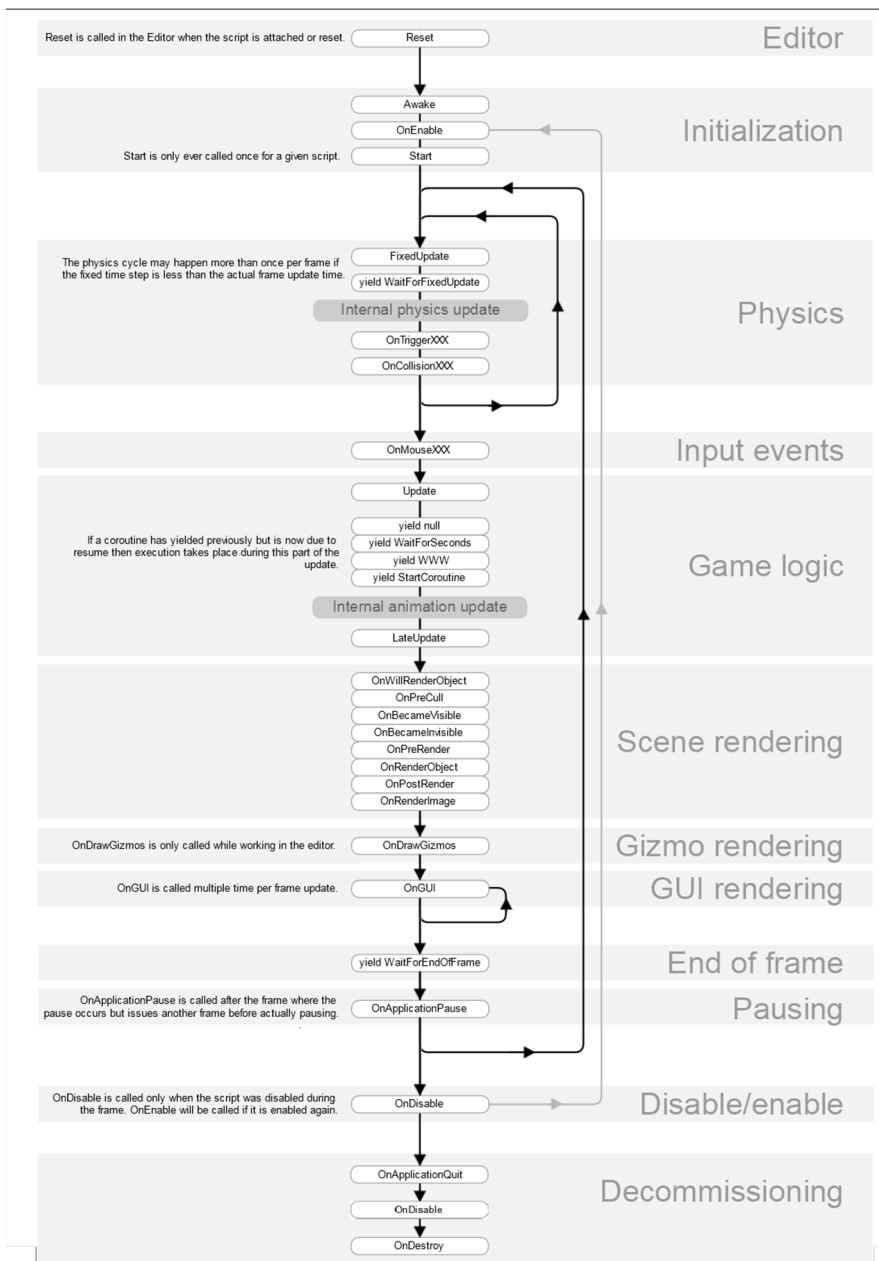 Reset is called in the Editor when the script is attached or reset.
Reset
Editor
Awake
OnEnable
Initialization
Start is only ever called once for a given script.
Start
The physics cycle may happen more than once per frame if
the fixed time step is less than the actual frame update time.
FixedUpdate
yield WaitForFixedUpdate
Internal physics update
Physics
OnTriggerXXX
OnCollisionXXX
OnMouseXXX
Input events
Update
If a coroutine has yielded previously but is now due to
resume then execution takes place during this part of the
update.
yield null
yield WaitForSeconds
yield WWW
yield StartCoroutine
Game logic
Internal animation update
LateUpdate
OnWillRenderObject
OnPreCull
OnBecameVisible
OnBecameInvisible
OnPreRender
OnRenderObject
OnPostRender
OnRenderImage
Scene rendering
OnDrawGizmos is only called while working in the editor.
OnDrawGizmos
Gizmo rendering
OnGUI is called multiple time per frame update.
OnGUI
GUI rendering
yield WaitForEndOfFrame
End of frame
OnApplicationPause is called after the frame where the
pause occurs but issues another frame before actually pausing.
OnApplicationPause
Pausing
OnDisable is called only when the script was disabled during
the frame. OnEnable will be called if it is enabled again.
OnDisable
Disable/enable
OnApplicationQuit
Decommissioning
OnDisable
OnDestroy